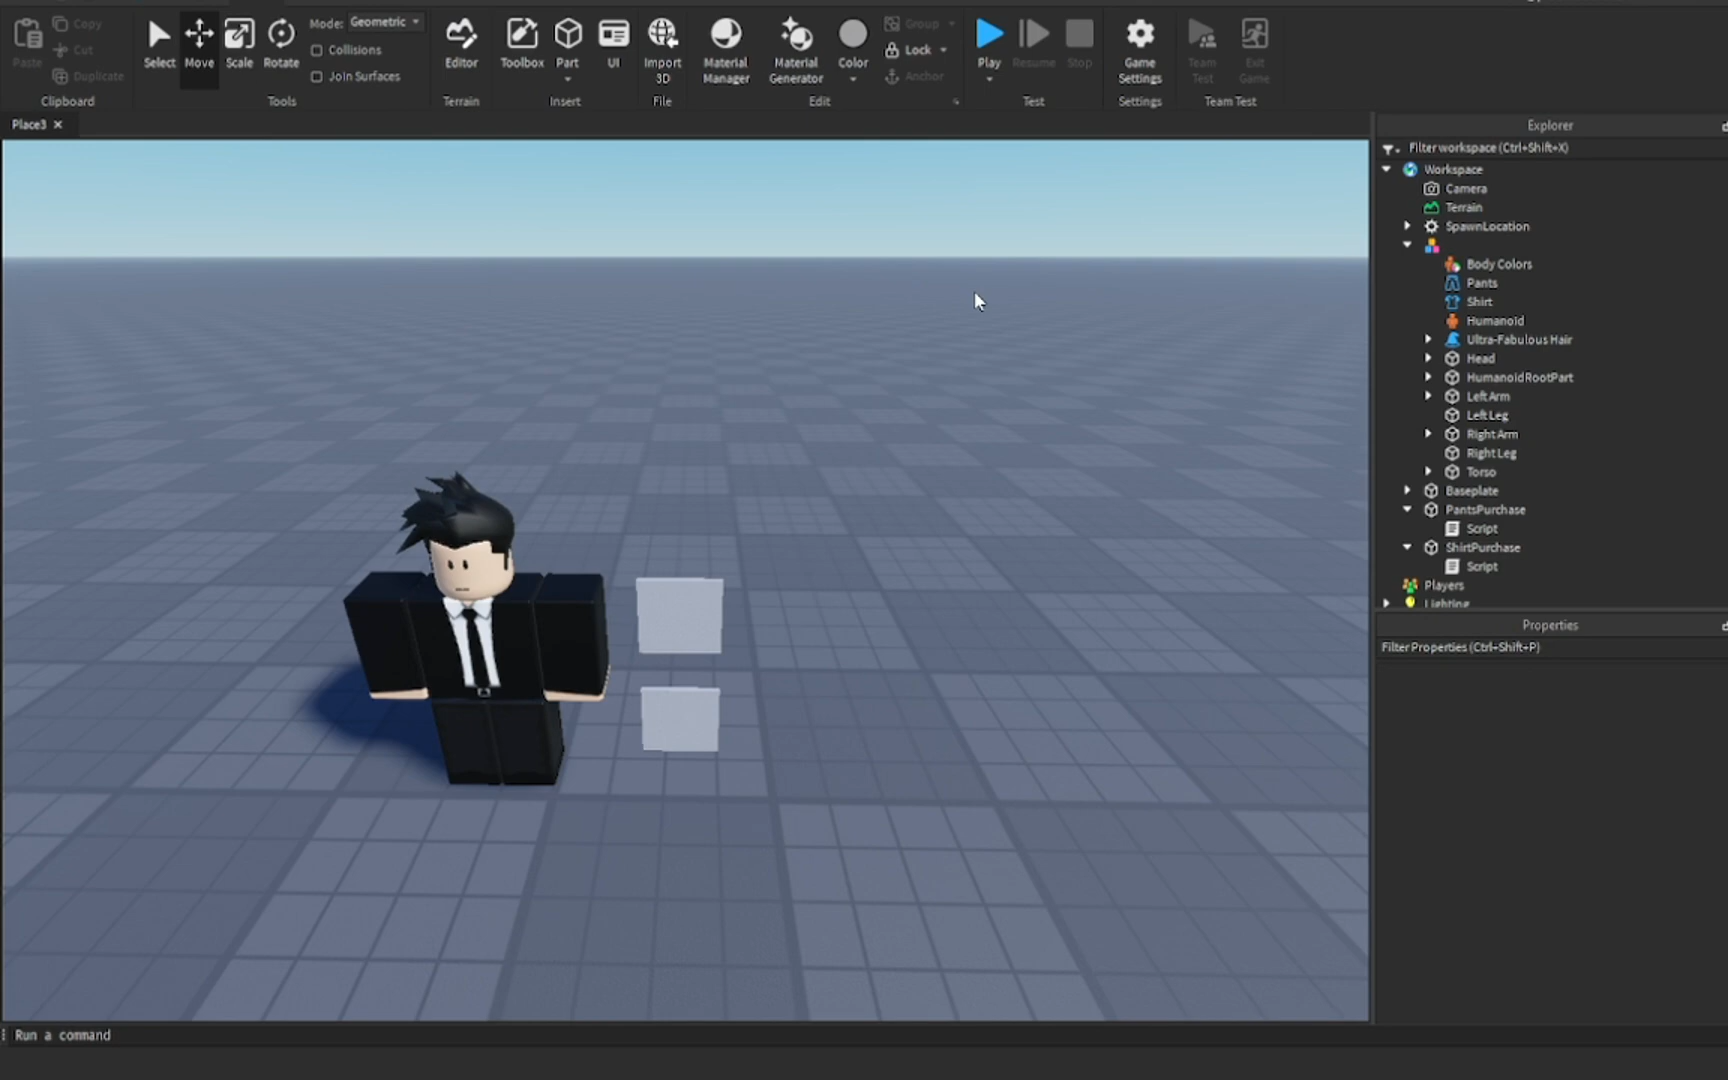 Paste
Copy
Cut
Duplicate
Clipboard
Select
Move
Scale
Rotate
Mode: Geometric
Collisions
Join Surfaces
Tools
Editor
Terrain
Toolbox
Part
UI
Insert
Import
3D
File
Material
Manager
Material
Generator
Color
Group
Lock
Anchor
Edit
Play
Resume
Stop
Test
Game
Settings
Settings
Team
Test
Exit
Game
Team Test
Place3
Explorer
Filter workspace (Ctrl+Shift+X)
Workspace
Camera
Terrain
SpawnLocation
Body Colors
Pants
Shirt
Humanoid
Ultra-Fabulous Hair
Head
HumanoidRootPart
Left Arm
Left Leg
Right Arm
Right Leg
Torso
Baseplate
PantsPurchase
Script
ShirtPurchase
Script
Players
Lighting
Properties
Filter Properties (Ctrl+Shift+P)
Run a command